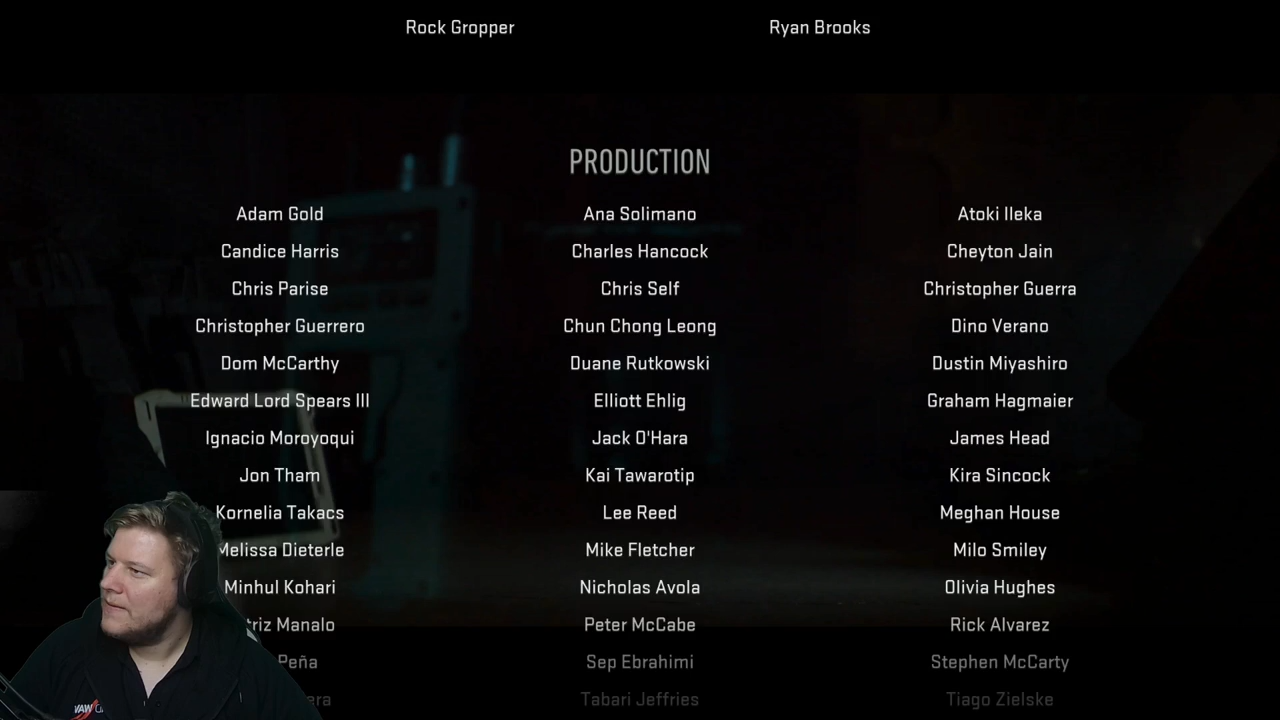 Rock Gropper Ryan Brooks
PRODUCTION
Adam Gold Ana Solimano Atoki Ileka
Candice Harris Charles Hancock Cheyton Jain
Chris Parise Chris Self Christopher Guerra
Christopher Guerrero Chun Chong Leong Dino Verano
Dom McCarthy Duane Rutkowski Dustin Miyashiro
Edward Lord Spears III Elliott Ehlig Graham Hagmaier
Ignacio Moroyoqui Jack O'Hara James Head
Jon Tham Kai Tawarotip Kira Sincock
Kornelia Takacs Lee Reed Meghan House
Melissa Dieterle Mike Fletcher Milo Smiley
Minhul Kohari Nicholas Avola Olivia Hughes
Manalo Peter McCabe Rick Alvarez
Peña Sep Ebrahimi Stephen McCarty
Tabari Jeffries Tiago Zielske